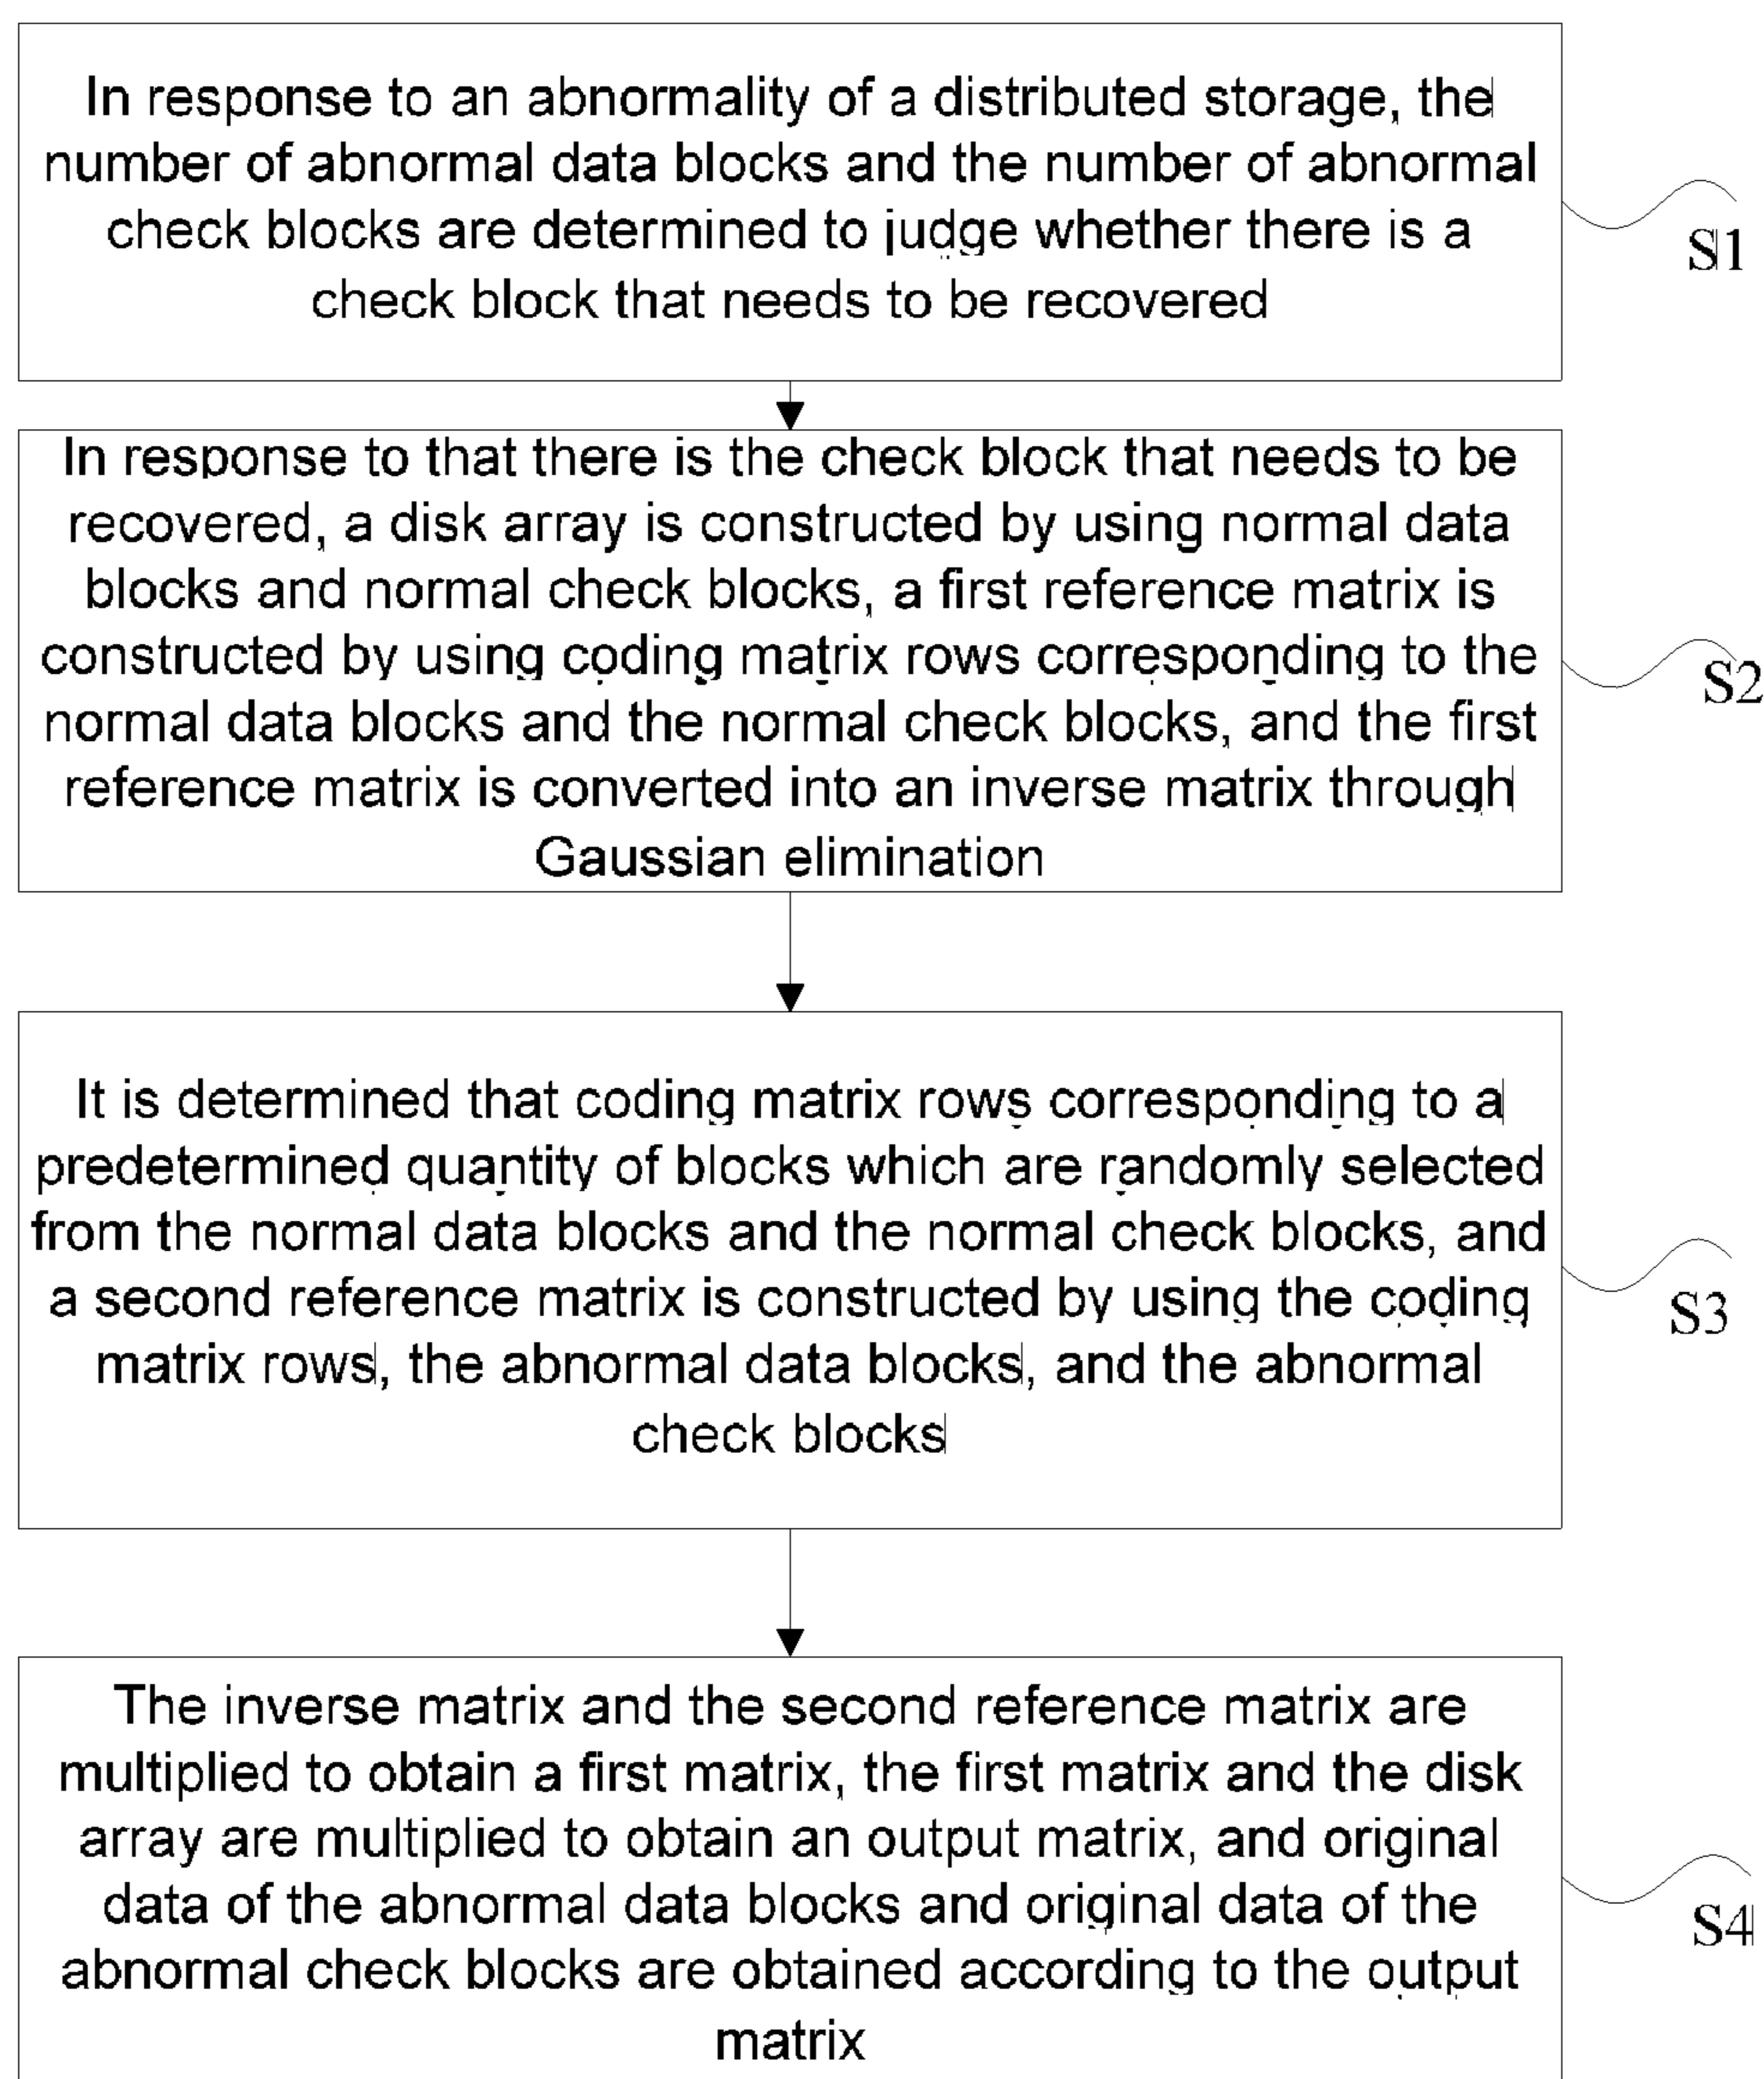 In response to an abnormality of a distributed storage, the
number of abnormal data blocks and the number of abnormal
check blocks are determined to judge whether there is a
check block that needs to be recovered
S1
In response to that there is the check block that needs to be
recovered, a disk array is constructed by using normal data
blocks and normal check blocks, a first reference matrix is
constructed by using coding matrix rows corresponding to the
normal data blocks and the normal check blocks, and the first
reference matrix is converted into an inverse matrix through
Gaussian elimination
S2
It is determined that coding matrix rows corresponding to a
predetermined quantity of blocks which are randomly selected
from the normal data blocks and the normal check blocks, and
a second reference matrix is constructed by using the coding
matrix rows, the abnormal data blocks, and the abnormal
check blocks
S3
The inverse matrix and the second reference matrix are
multiplied to obtain a first matrix, the first matrix and the disk
array are multiplied to obtain an output matrix, and original
data of the abnormal data blocks and original data of the
abnormal check blocks are obtained according to the output
matrix
S4